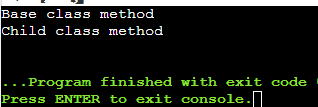 Base class method
Child class method
...Program finished with exit code
Press ENTER to exit console.